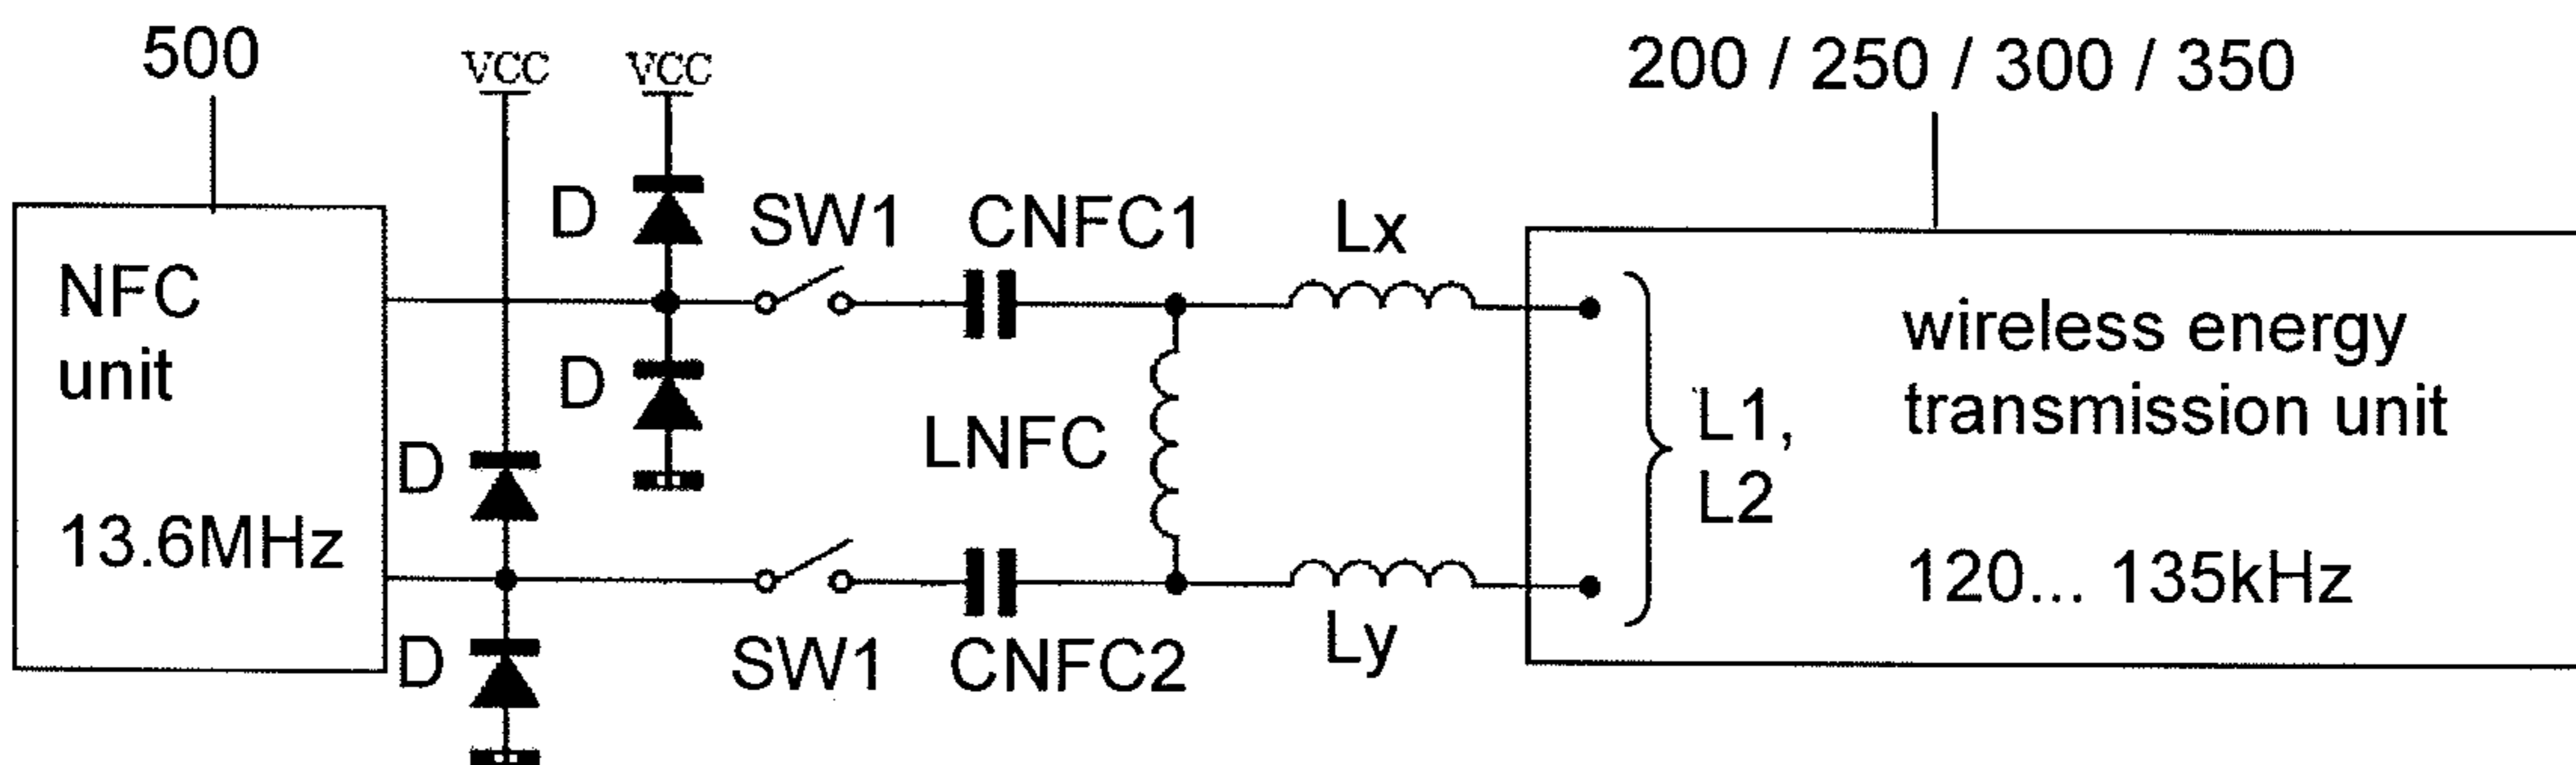 500
VCC
VCC
200 / 250 / 300 / 350
D
SW1
CNFC1
Lx
NFC
unit
D
LNFC
L1,
L2
wireless energy
transmission unit
D
13.6MHz
120... 135kHz
D
SW1
CNFC2
Ly